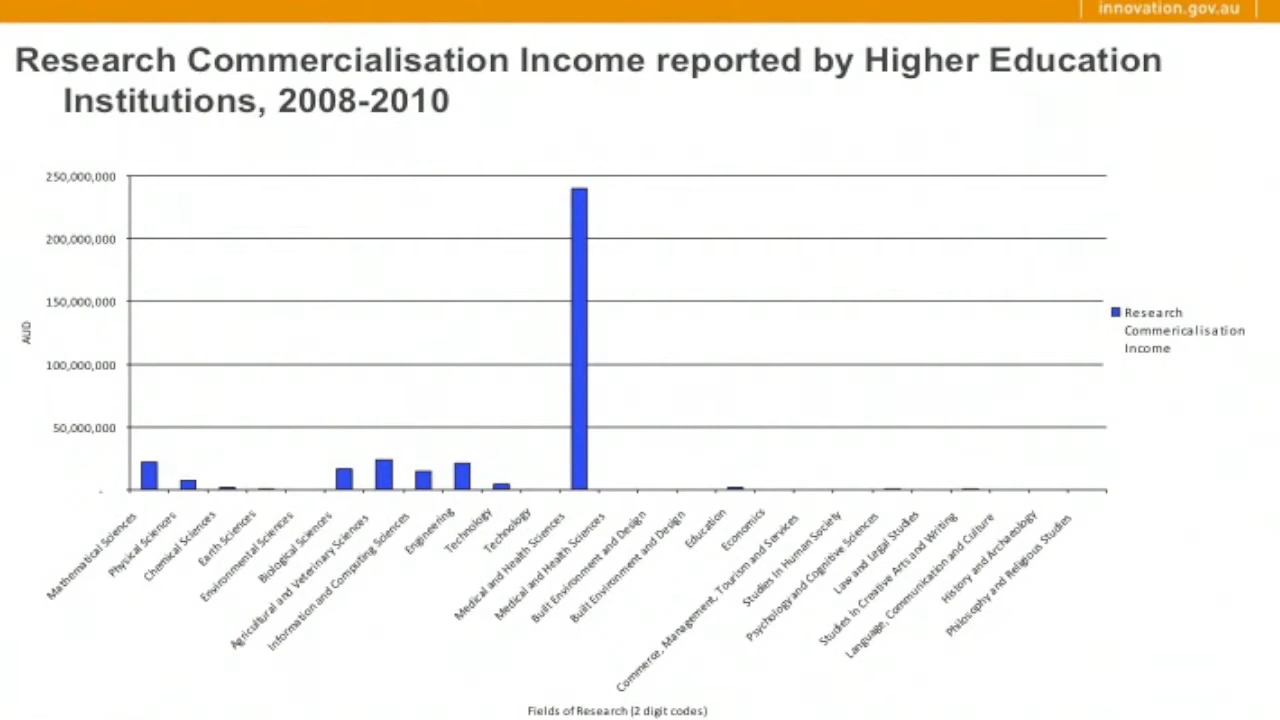 innovation.gov.au
Research Commercialisation Income reported by Higher Education
Institutions, 2008-2010
250,000,000
200,000,000
150,000,000
100,000,000
50,000,000
-
AUD
Research
Commericalisation
Income
Mathematical Sciences
Physical Sciences
Chemical Sciences
Earth Sciences
Environmental Sciences
Biological Sciences
Agricultural and Veterinary Sciences
Information and Computing Sciences
Engineering
Technology
Technology
Medical and Health Sciences
Medical and Health Sciences
Built Environment and Design
Built Environment and Design
Education
Economics
Commerce, Management, Tourism and Services
Studies In Human Society
Psychology and Cognitive Sciences
Law and Legal Studies
Studies In Creative Arts and Writing
Language, Communication and Culture
History and Archaeology
Philosophy and Religious Studies
Fields of Research (2 digit codes)